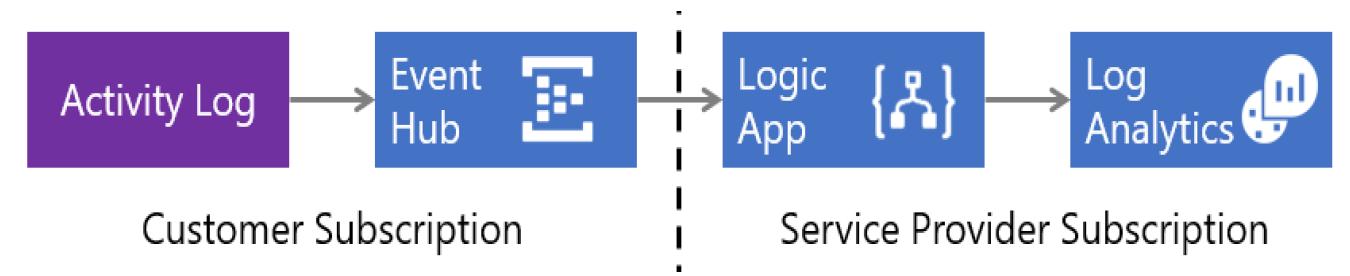 Activity Log
Event
Hub
Logic
App
Log
Analytics
Customer Subscription
Service Provider Subscription